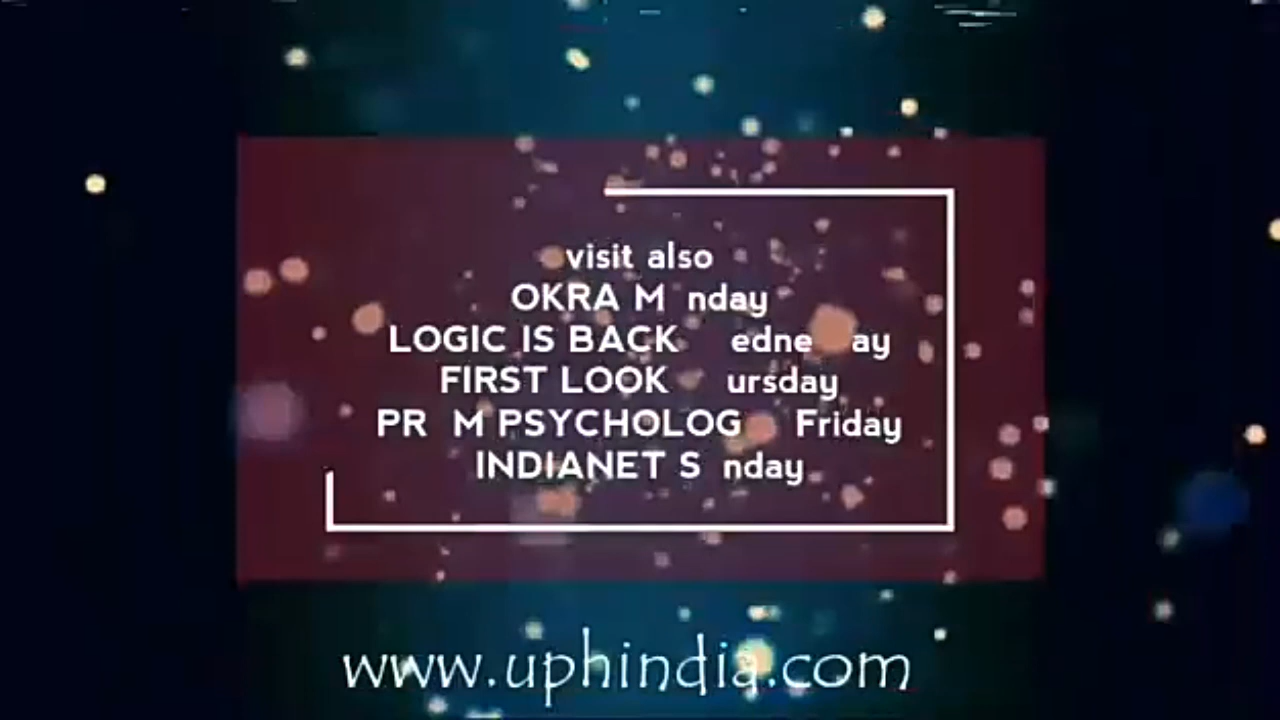 visit also
OKRA M nday
LOGIC IS BACK edne ay
FIRST LOOK ursday
PR M PSYCHOLOG Friday
INDIANET S nday
www.uphindia.com